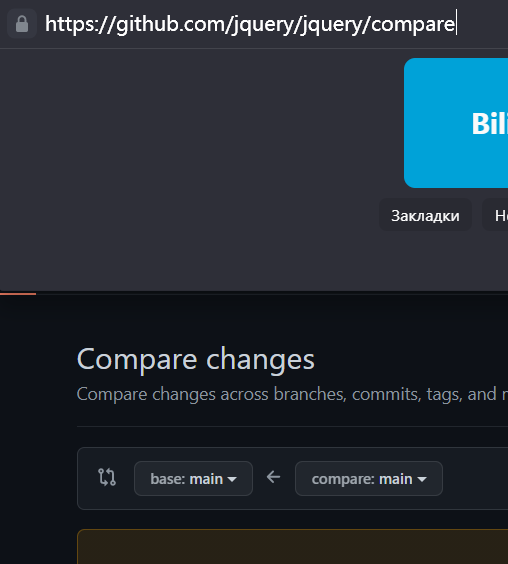 https://github.com/jquery/jquery/compare
Закладки
Compare changes
Compare changes across branches, commits, tags, and
base: main
compare: main